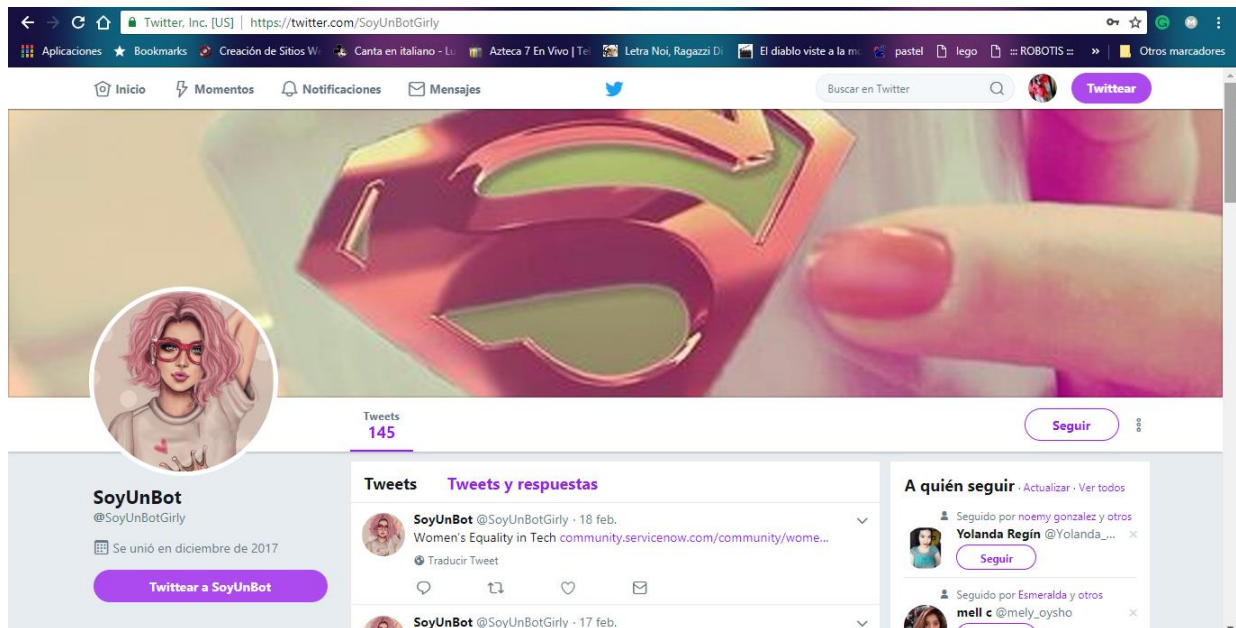 Twitter, Inc. [US] | https://twitter.com/SoyUnBotGirly
Aplicaciones Bookmarks Creación de Sitios W Canta en italiano - Lu Azteca 7 En Vivo | Tel Letra Noi, Ragazzi Di El diablo viste a la mo pastel lego ::: ROBOTIS ::: » Otros marcadores
Inicio Momentos Notificaciones Mensajes Buscar en Twitter Twittear
Tweets
145
Seguir
SoyUnBot
@SoyUnBotGirly
Se unió en diciembre de 2017
Twittear a SoyUnBot
Tweets Tweets y respuestas
SoyUnBot @SoyUnBotGirly · 18 feb.
Women's Equality in Tech community.servicenow.com/community/wome...
Traducir Tweet
SoyUnBot @SoyUnBotGirly · 17 feb.
A quién seguir · Actualizar · Ver todos
Seguido por noemy gonzalez y otros
Yolanda Regín @Yolanda_...
Seguir
Seguido por Esmeralda y otros
mell c @mely_oysho